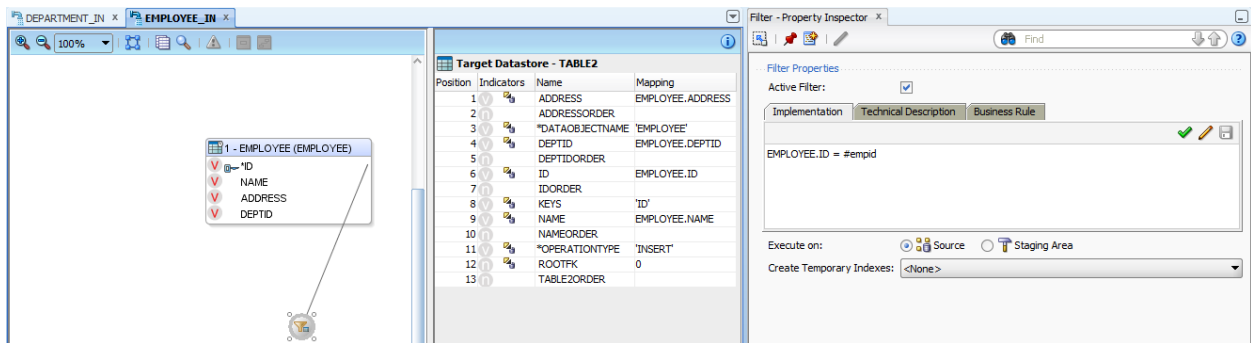 DEPARTMENT_IN x EMPLOYEE_IN x
100%
1 - EMPLOYEE (EMPLOYEE)
V *ID
V NAME
V ADDRESS
V DEPTID
Target Datastore - TABLE2
Position Indicators Name Mapping
1 ADDRESS EMPLOYEE.ADDRESS
2 ADDRESSORDER
3 *DATAOBJECTNAME 'EMPLOYEE'
4 DEPTID EMPLOYEE.DEPTID
5 DEPTIDORDER
6 ID EMPLOYEE.ID
7 IDORDER
8 KEYS 'ID'
9 NAME EMPLOYEE.NAME
10 NAMEORDER
11 *OPERATIONTYPE 'INSERT'
12 ROOTFK 0
13 TABLE2ORDER
Filter - Property Inspector x
Find
Filter Properties
Active Filter:
Implementation Technical Description Business Rule
EMPLOYEE.ID = #empid
Execute on: Source Staging Area
Create Temporary Indexes: <None>